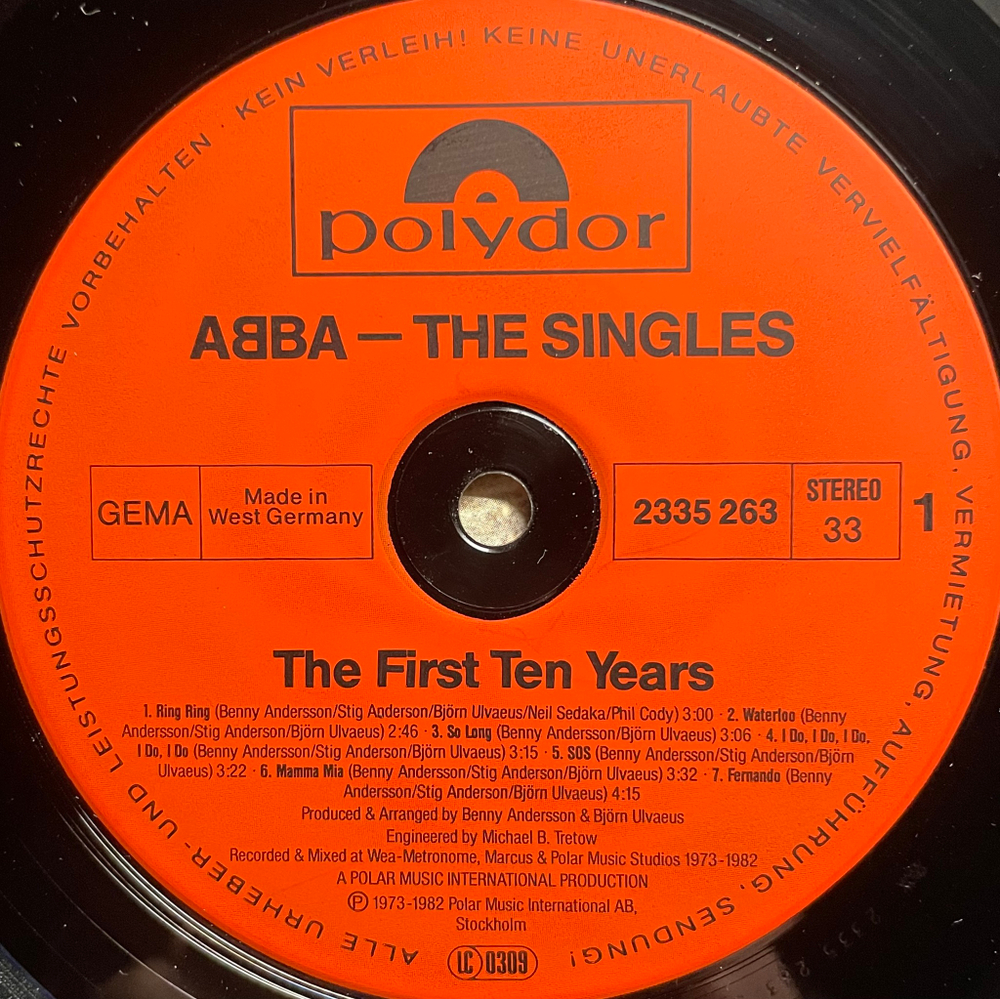 ALLE URHEBER- UND LEISTUNGSSCHUTZRECHTE VORBEHALTEN · KEIN VERLEIH! KEINE UNERLAUBTE VERVIELFÄLTIGUNG, VERMIETUNG, AUFFÜHRUNG, SENDUNG!
polydor
ABBA – THE SINGLES
GEMA
Made in
West Germany
2335 263
STEREO
33
1
The First Ten Years
1. Ring Ring (Benny Andersson/Stig Anderson/Björn Ulvaeus/Neil Sedaka/Phil Cody) 3:00 · 2. Waterloo (Benny
Andersson/Stig Anderson/Björn Ulvaeus) 2:46 · 3. So Long (Benny Andersson/Björn Ulvaeus) 3:06 · 4. I Do, I Do, I Do,
I Do, I Do (Benny Andersson/Stig Anderson/Björn Ulvaeus) 3:15 · 5. SOS (Benny Andersson/Stig Anderson/Björn
Ulvaeus) 3:22 · 6. Mamma Mia (Benny Andersson/Stig Anderson/Björn Ulvaeus) 3:32 · 7. Fernando (Benny
Andersson/Stig Anderson/Björn Ulvaeus) 4:15
Produced & Arranged by Benny Andersson & Björn Ulvaeus
Engineered by Michael B. Tretow
Recorded & Mixed at Wea-Metronome, Marcus & Polar Music Studios 1973-1982
A POLAR MUSIC INTERNATIONAL PRODUCTION
℗ 1973-1982 Polar Music International AB,
Stockholm
LC 0309